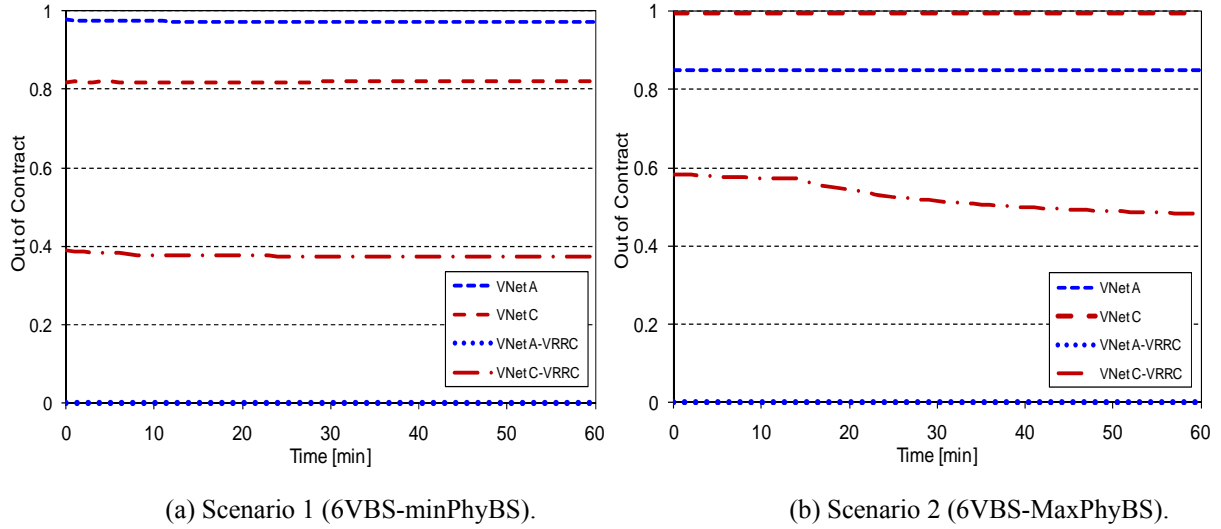 1
0.8
0.6
0.4
0.2
0
Out of Contract
VNet A
VNet C
VNet A-VRRC
VNet C-VRRC
0 10 20 30 40 50 60
Time [min]
(a) Scenario 1 (6VBS-minPhyBS).
1
0.8
0.6
0.4
0.2
0
Out of Contract
VNet A
VNet C
VNet A-VRRC
VNet C-VRRC
0 10 20 30 40 50 60
Time [min]
(b) Scenario 2 (6VBS-MaxPhyBS).